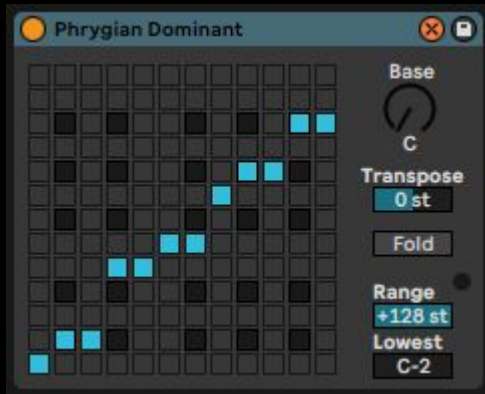 Phrygian Dominant
Base
C
Transpose
0 st
Fold
Range
+128 st
Lowest
C-2